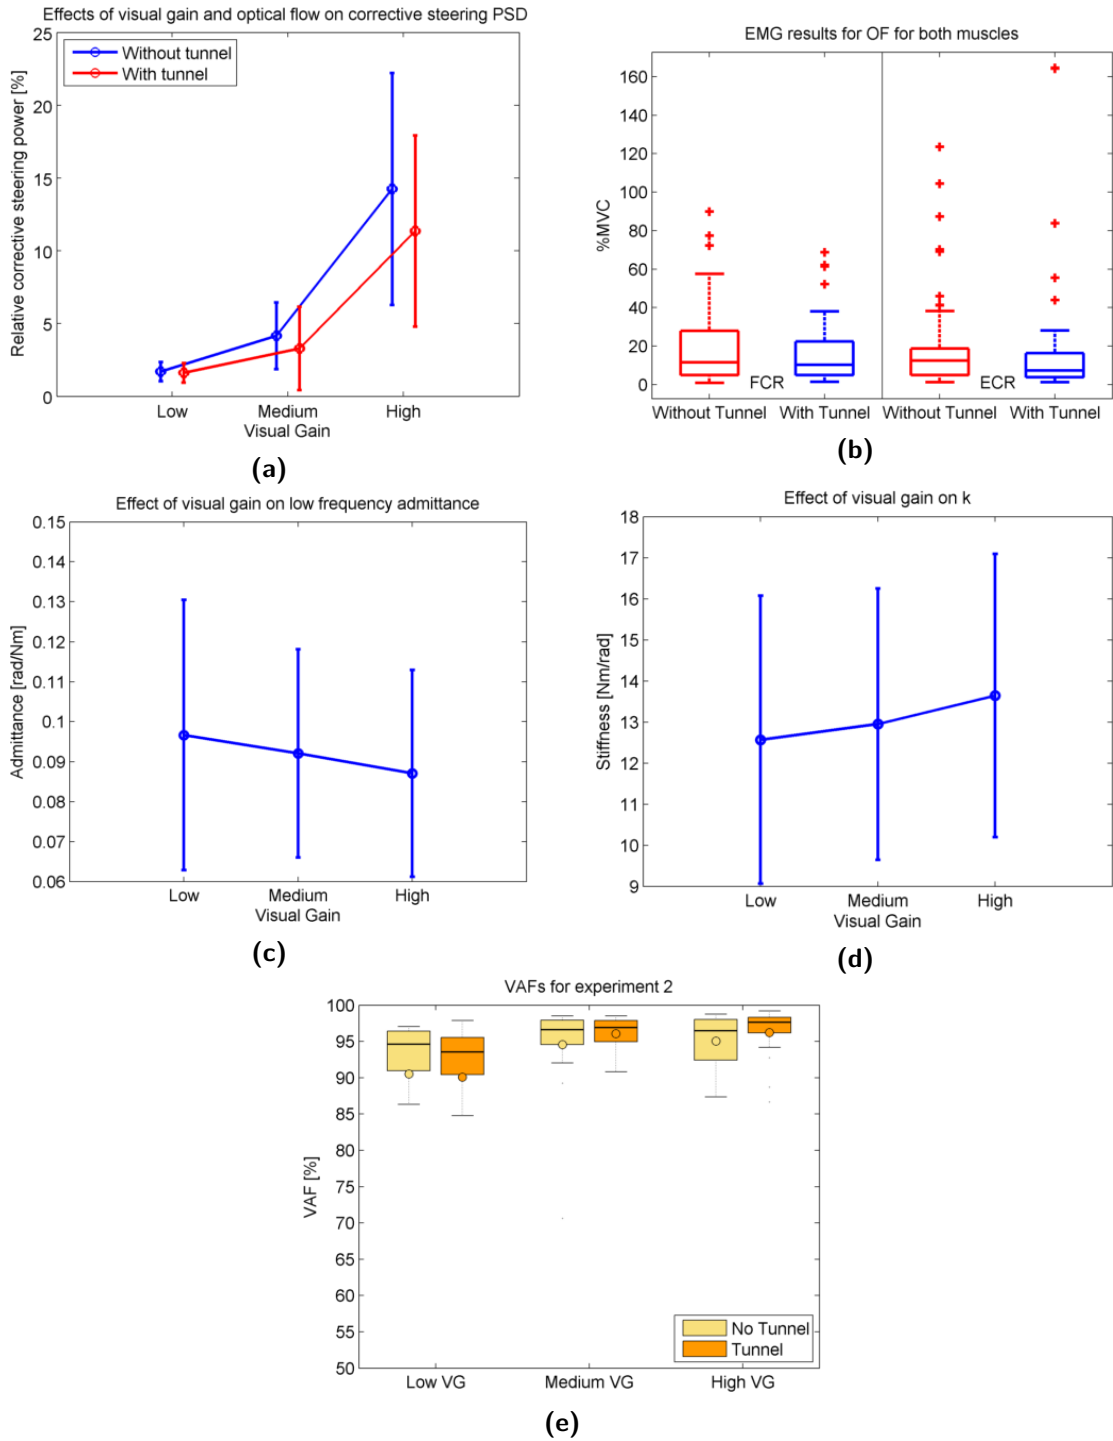 Effects of visual gain and optical flow on corrective steering PSD
25
20
15
10
5
0
Relative corrective steering power [%]
Without tunnel
With tunnel
Low
Medium
High
Visual Gain
(a)
EMG results for OF for both muscles
160
140
120
100
80
60
40
20
0
%MVC
FCR
ECR
Without Tunnel
With Tunnel
Without Tunnel
With Tunnel
(b)
Effect of visual gain on low frequency admittance
0.15
0.14
0.13
0.12
0.11
0.1
0.09
0.08
0.07
0.06
Admittance [rad/Nm]
Low
Medium
High
Visual Gain
(c)
Effect of visual gain on k
18
17
16
15
14
13
12
11
10
9
Stiffness [Nm/rad]
Low
Medium
High
Visual Gain
(d)
VAFs for experiment 2
100
95
90
85
80
75
70
65
60
55
50
VAF [%]
No Tunnel
Tunnel
Low VG
Medium VG
High VG
(e)